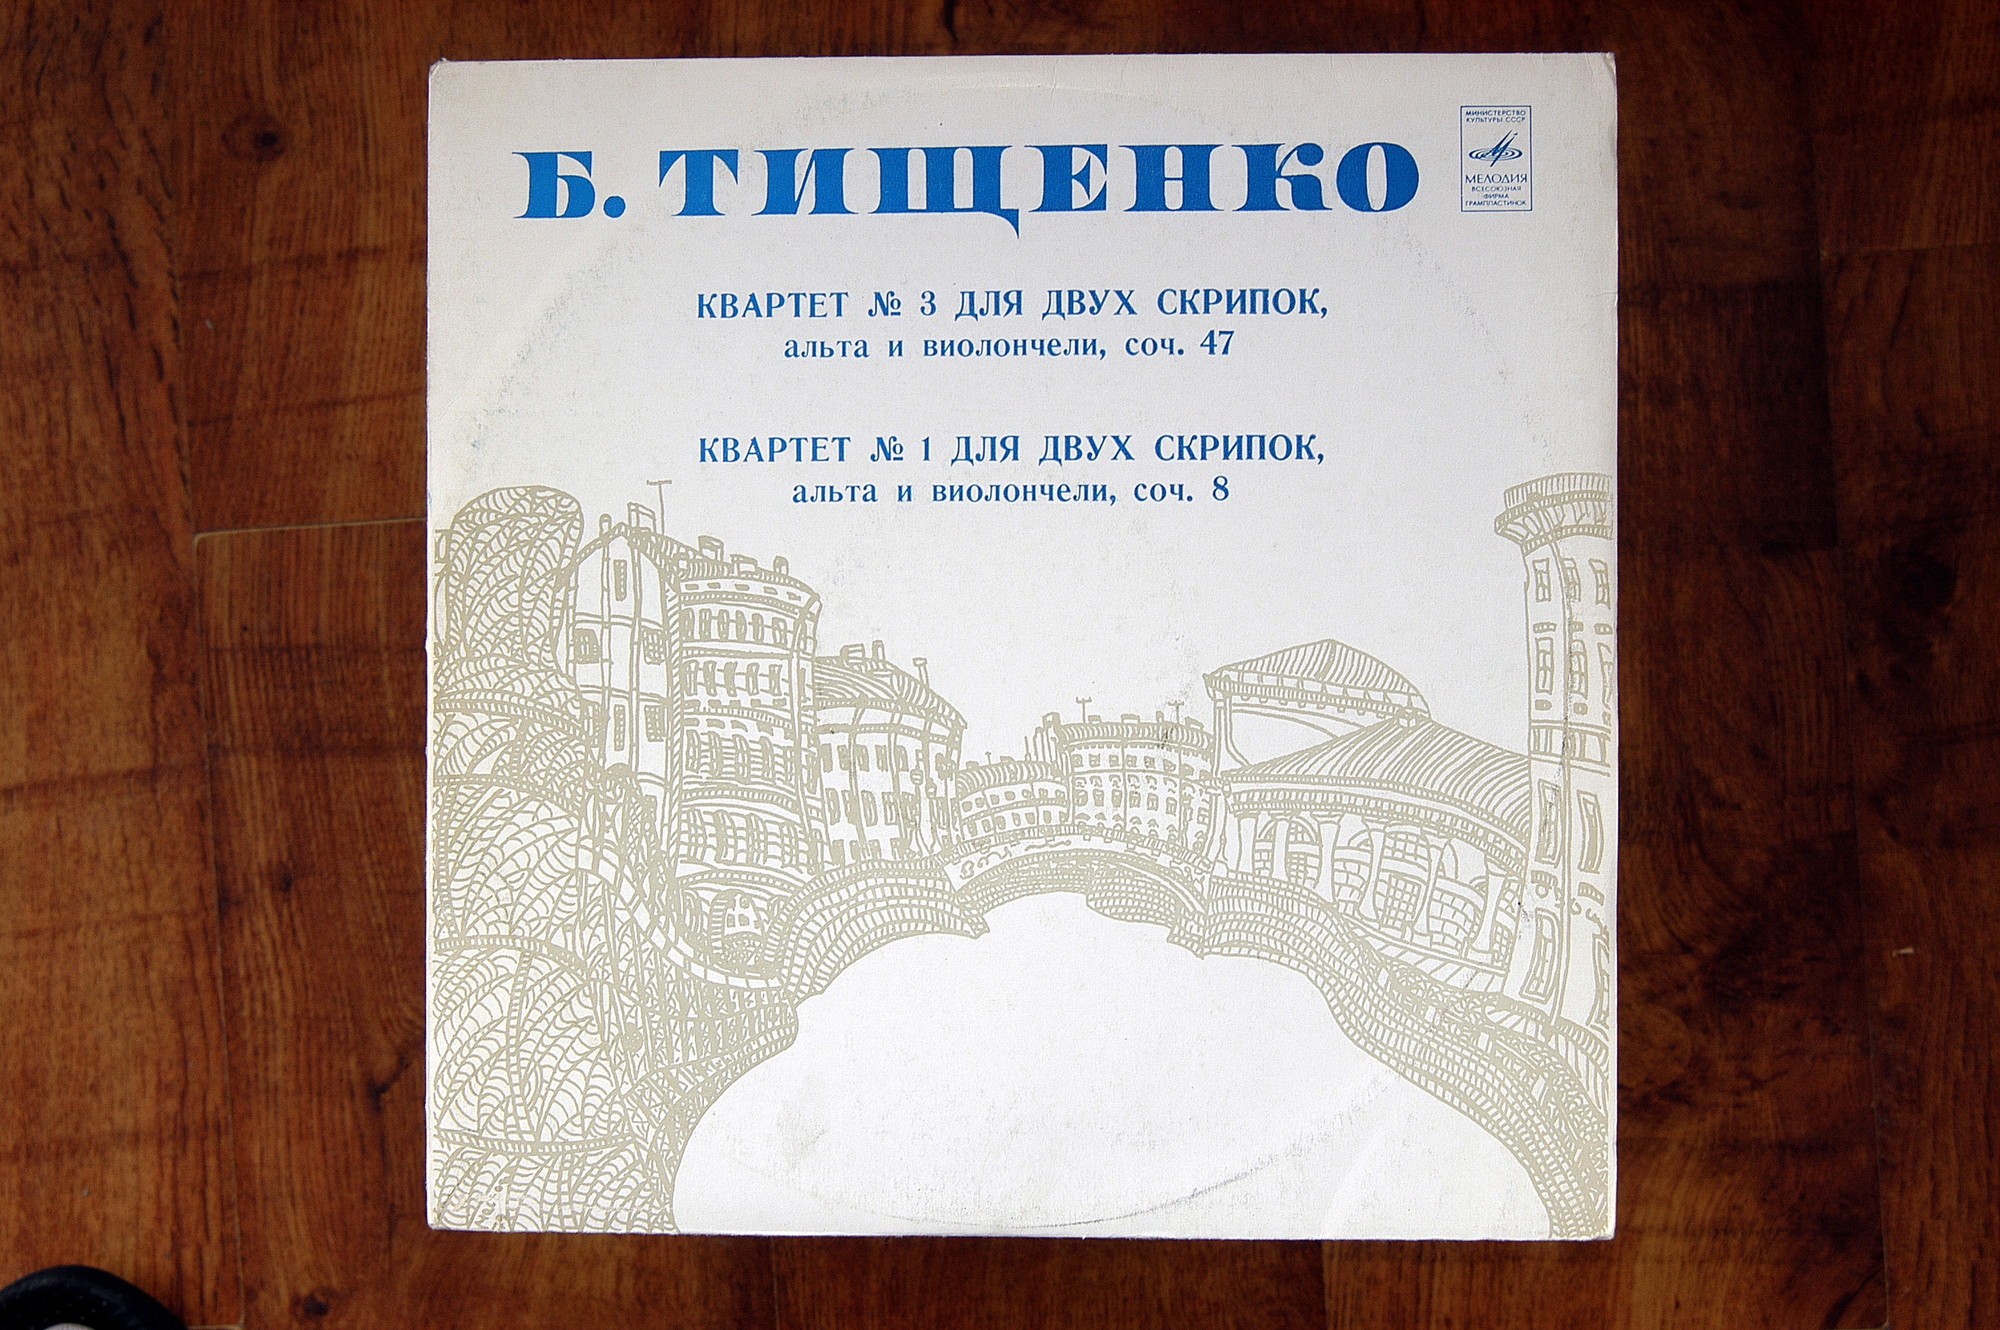 Б. ТИЩЕНКО
МИНИСТЕРСТВО
КУЛЬТУРЫ СССР
МЕЛОДИЯ
ВСЕСОЮЗНАЯ
ФИРМА
ГРАМПЛАСТИНОК
КВАРТЕТ № 3 ДЛЯ ДВУХ СКРИПОК,
альта и виолончели, соч. 47
КВАРТЕТ № 1 ДЛЯ ДВУХ СКРИПОК,
альта и виолончели, соч. 8